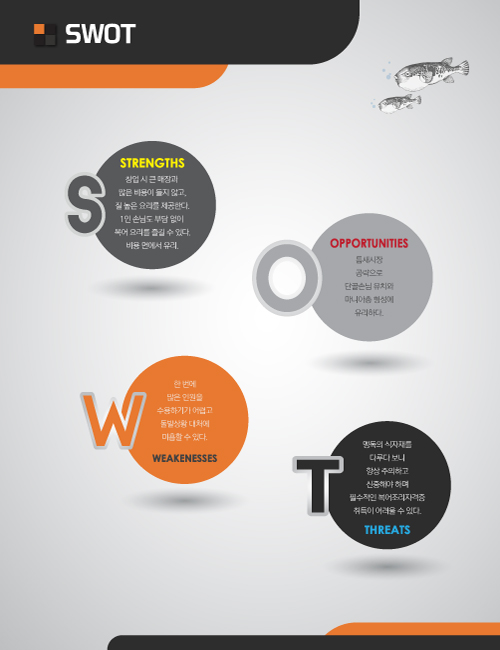 SWOT
S
STRENGTHS
창업 시 큰 매장과
많은 비용이 들지 않고,
질 높은 요리를 제공한다.
1인 손님도 부담 없이
복어 요리를 즐길 수 있다.
비용 면에서 유리.
O
OPPORTUNITIES
틈새시장
공략으로
단골손님 유치와
마니아층 형성에
유리하다.
W
한 번에
많은 인원을
수용하기가 어렵고
돌발상황 대처에
미흡할 수 있다.
WEAKENESSES
T
맹독의 식자재를
다루다 보니
항상 주의하고
신중해야 하며
필수적인 복어조리자격증
취득이 어려울 수 있다.
THREATS